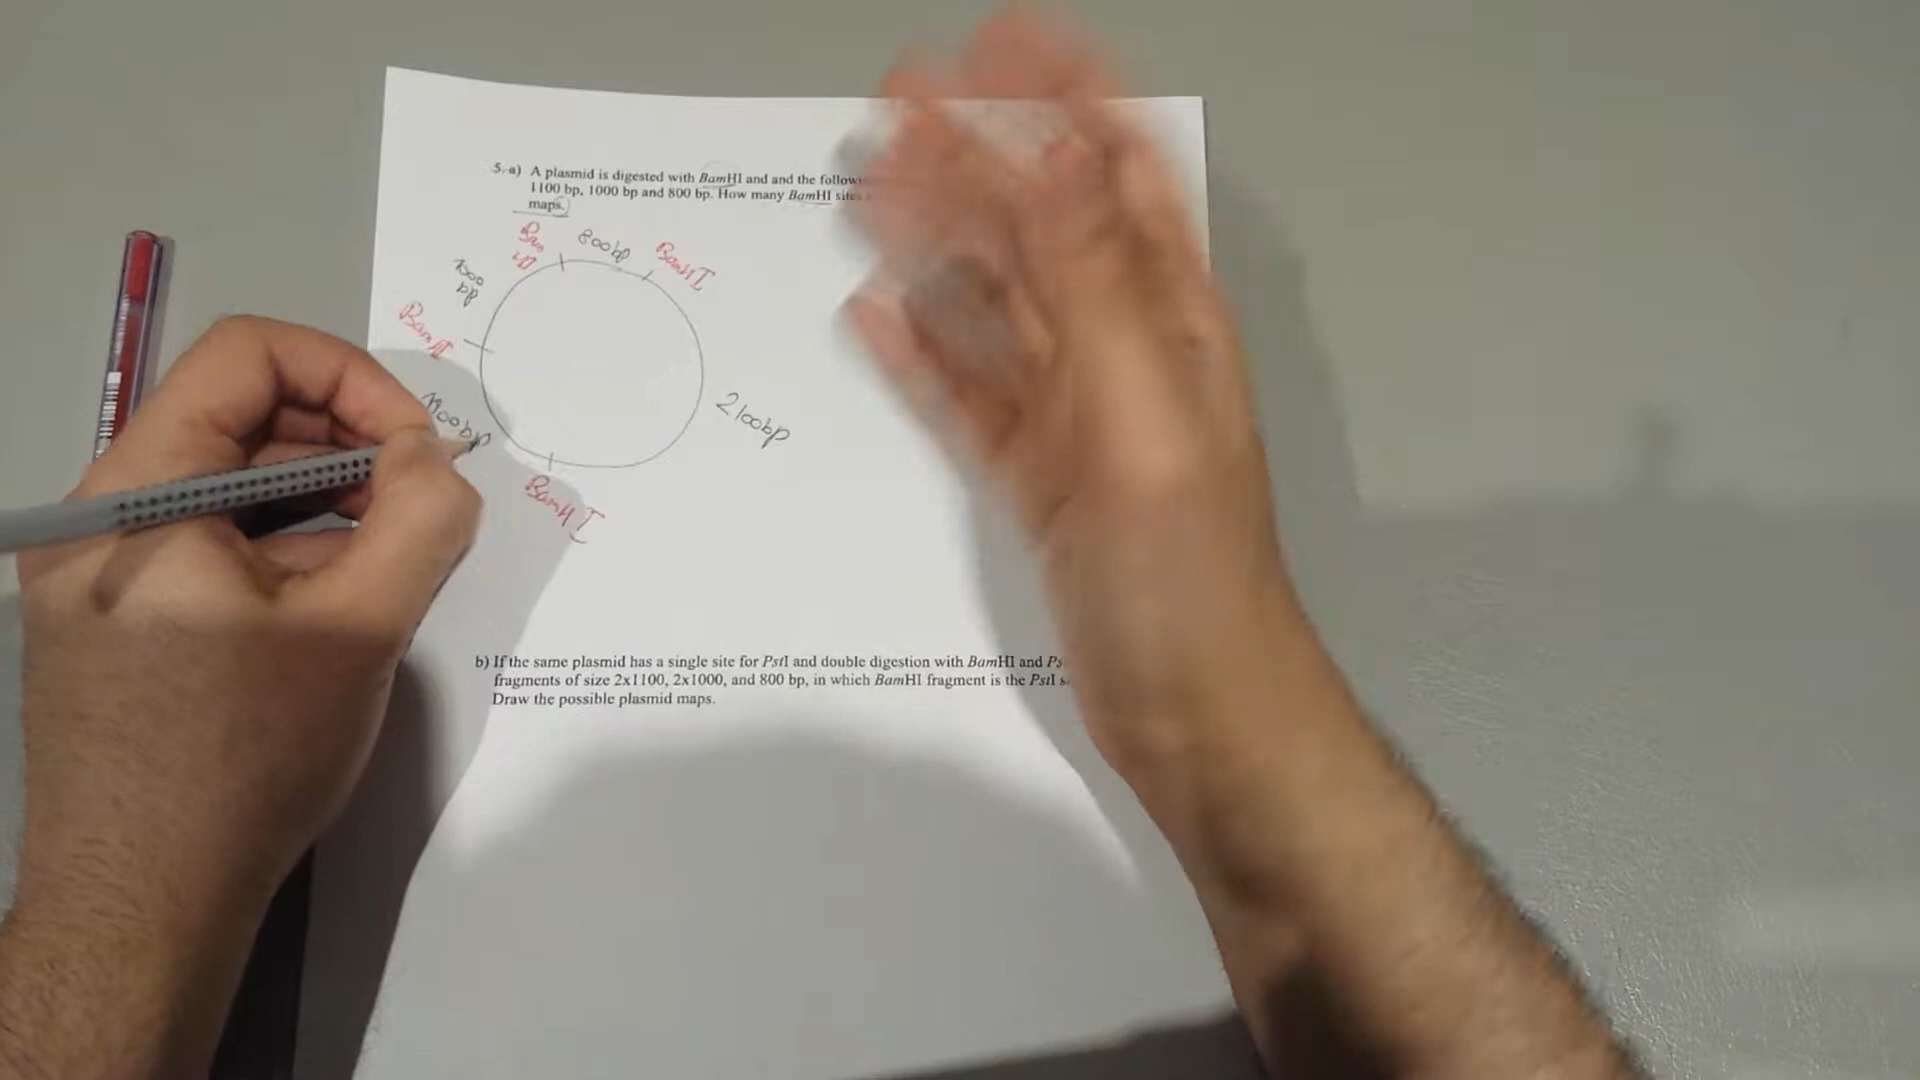 5. a) A plasmid is digested with BamHI and and the
1100 bp, 1000 bp and 800 bp. How many BamHI
maps.
800bp
BamHI
1000
bp
2100bp
1100bp
BamHI
b) If the same plasmid has a single site for PstI and double digestion with BamHI and
fragments of size 2x1100, 2x1000, and 800 bp, in which BamHI fragment is the PstI
Draw the possible plasmid maps.